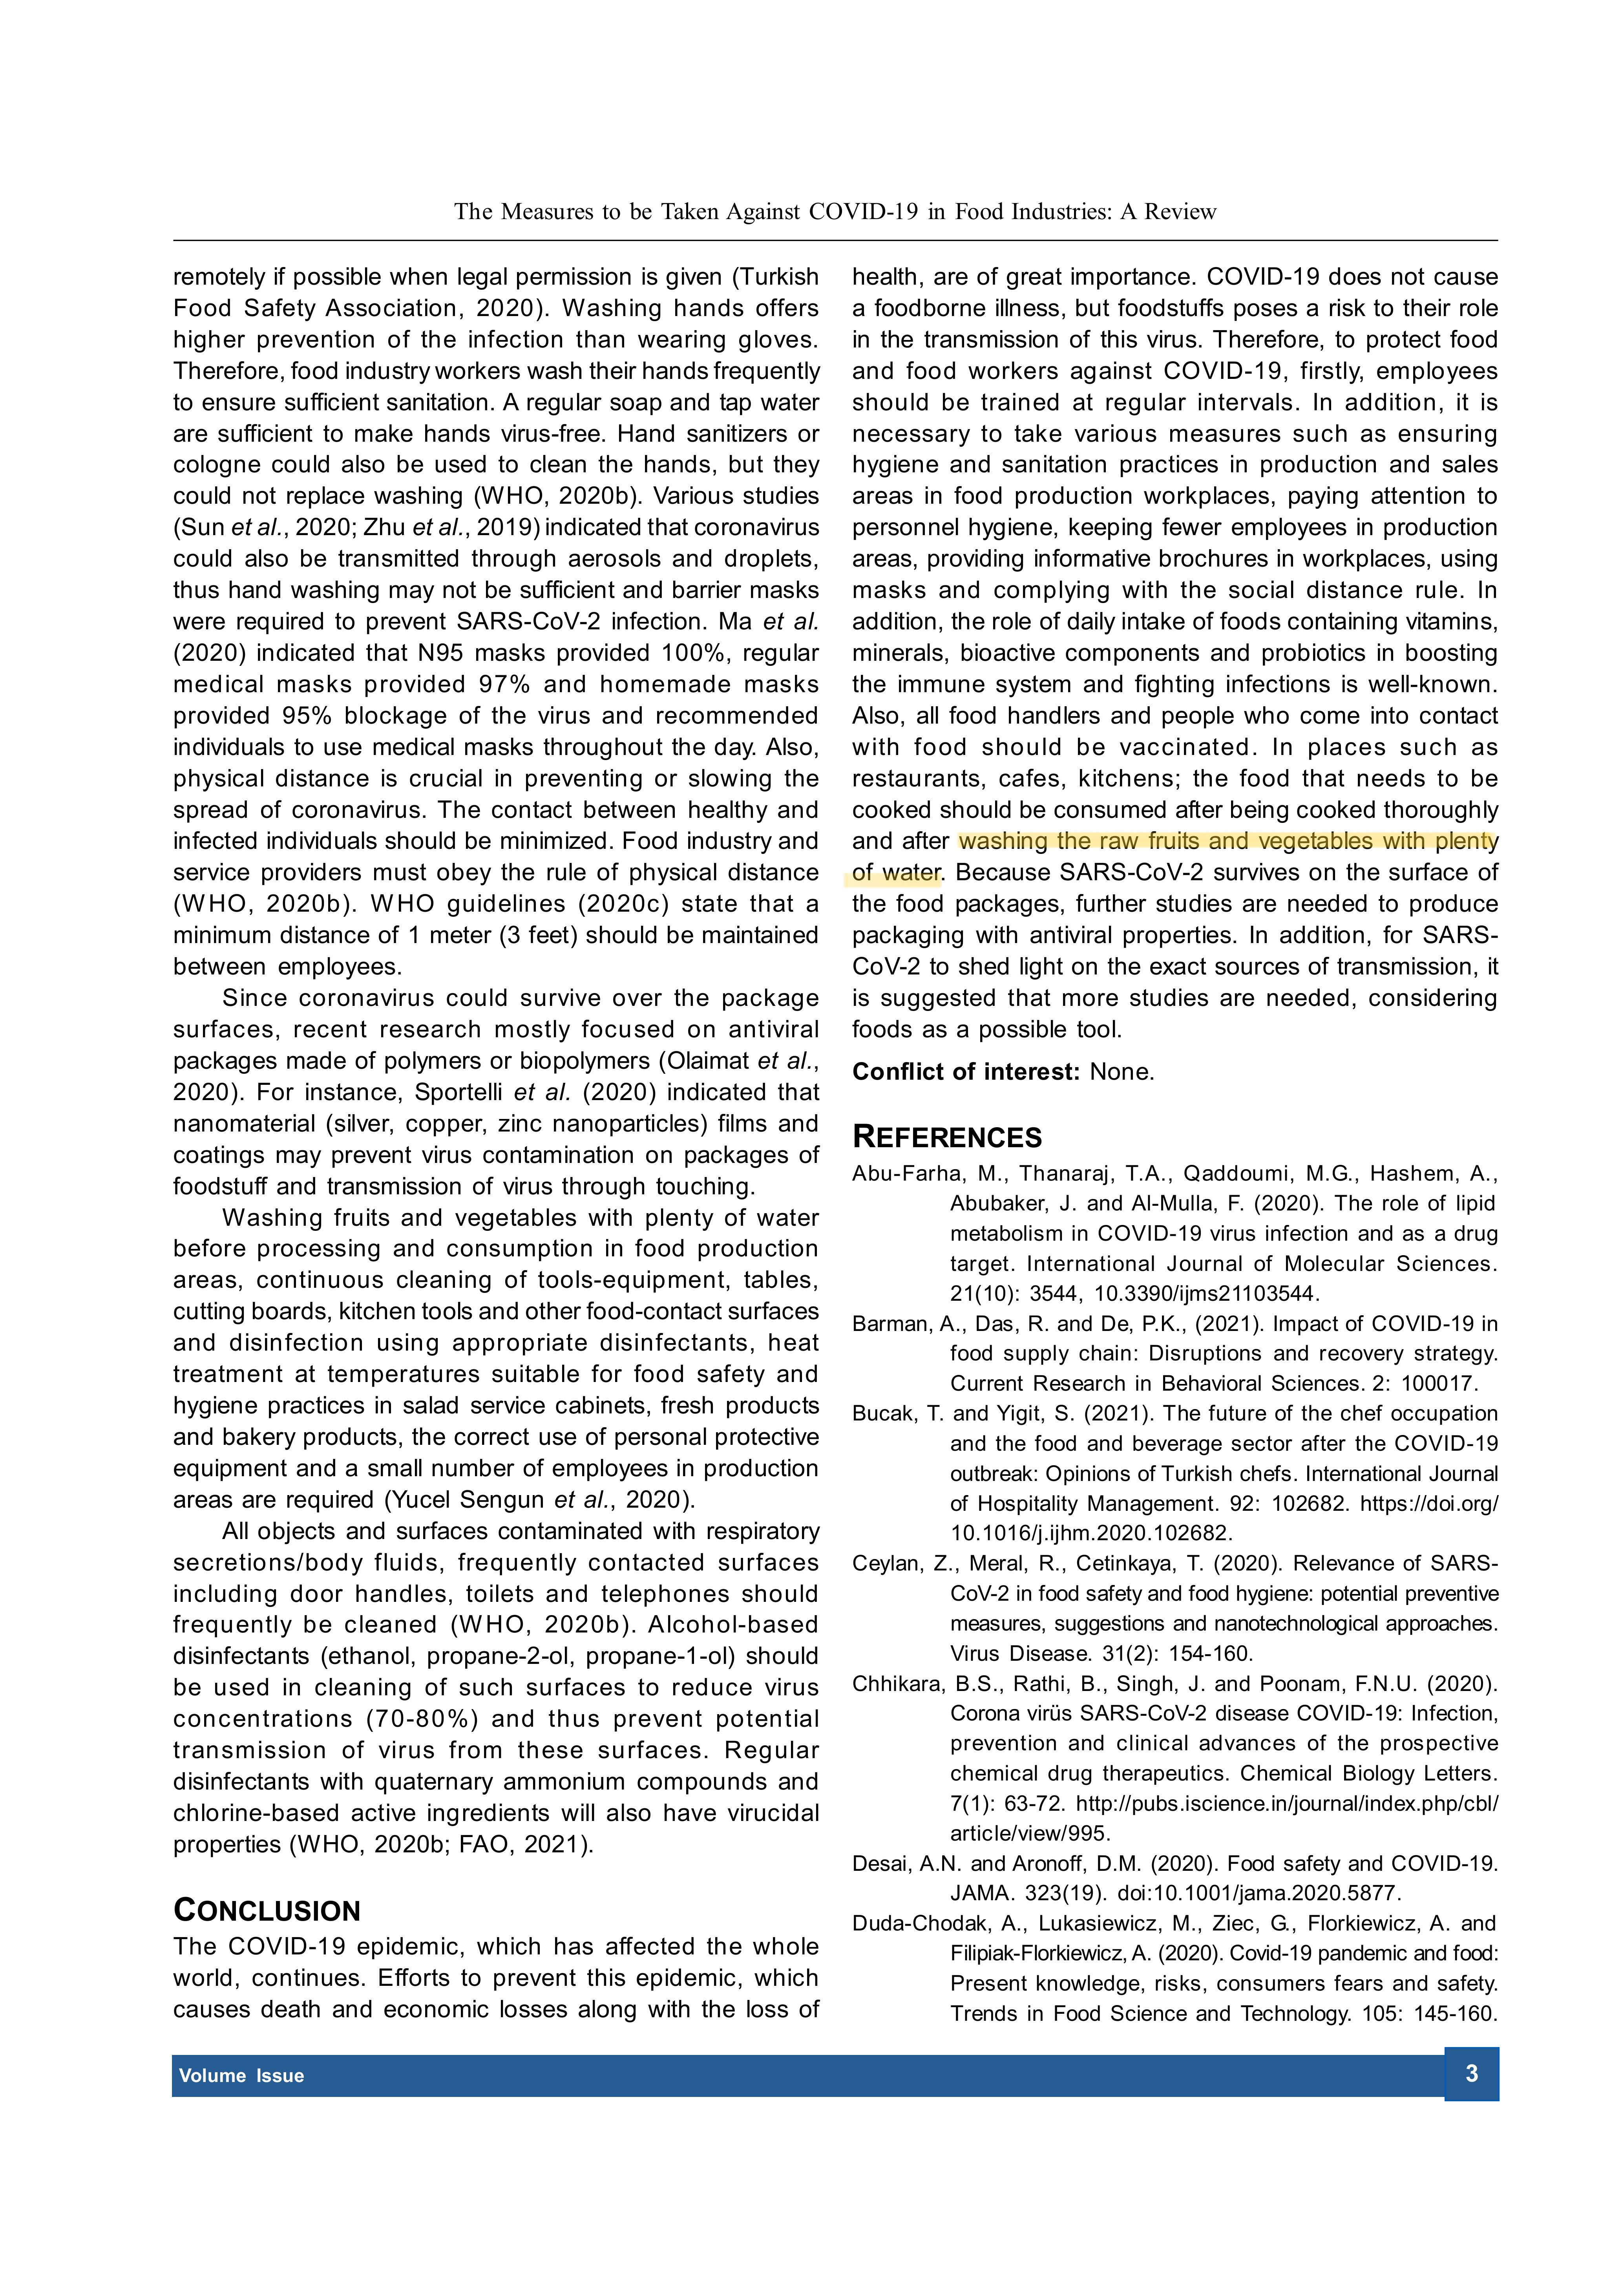 The Measures to be Taken Against COVID-19 in Food Industries: A Review
remotely if possible when legal permission is given (Turkish
Food Safety Association, 2020). Washing hands offers
higher prevention of the infection than wearing gloves.
Therefore, food industry workers wash their hands frequently
to ensure sufficient sanitation. A regular soap and tap water
are sufficient to make hands virus-free. Hand sanitizers or
cologne could also be used to clean the hands, but they
could not replace washing (WHO, 2020b). Various studies
(Sun et al., 2020; Zhu et al., 2019) indicated that coronavirus
could also be transmitted through aerosols and droplets,
thus hand washing may not be sufficient and barrier masks
were required to prevent SARS-CoV-2 infection. Ma et al.
(2020) indicated that N95 masks provided 100%, regular
medical masks provided 97% and homemade masks
provided 95% blockage of the virus and recommended
individuals to use medical masks throughout the day. Also,
physical distance is crucial in preventing or slowing the
spread of coronavirus. The contact between healthy and
infected individuals should be minimized. Food industry and
service providers must obey the rule of physical distance
(WHO, 2020b). WHO guidelines (2020c) state that a
minimum distance of 1 meter (3 feet) should be maintained
between employees.
Since coronavirus could survive over the package
surfaces, recent research mostly focused on antiviral
packages made of polymers or biopolymers (Olaimat et al.,
2020). For instance, Sportelli et al. (2020) indicated that
nanomaterial (silver, copper, zinc nanoparticles) films and
coatings may prevent virus contamination on packages of
foodstuff and transmission of virus through touching.
Washing fruits and vegetables with plenty of water
before processing and consumption in food production
areas, continuous cleaning of tools-equipment, tables,
cutting boards, kitchen tools and other food-contact surfaces
and disinfection using appropriate disinfectants, heat
treatment at temperatures suitable for food safety and
hygiene practices in salad service cabinets, fresh products
and bakery products, the correct use of personal protective
equipment and a small number of employees in production
areas are required (Yucel Sengun et al., 2020).
All objects and surfaces contaminated with respiratory
secretions/body fluids, frequently contacted surfaces
including door handles, toilets and telephones should
frequently be cleaned (WHO, 2020b). Alcohol-based
disinfectants (ethanol, propane-2-ol, propane-1-ol) should
be used in cleaning of such surfaces to reduce virus
concentrations (70-80%) and thus prevent potential
transmission of virus from these surfaces. Regular
disinfectants with quaternary ammonium compounds and
chlorine-based active ingredients will also have virucidal
properties (WHO, 2020b; FAO, 2021).
CONCLUSION
The COVID-19 epidemic, which has affected the whole
world, continues. Efforts to prevent this epidemic, which
causes death and economic losses along with the loss of
health, are of great importance. COVID-19 does not cause
a foodborne illness, but foodstuffs poses a risk to their role
in the transmission of this virus. Therefore, to protect food
and food workers against COVID-19, firstly, employees
should be trained at regular intervals. In addition, it is
necessary to take various measures such as ensuring
hygiene and sanitation practices in production and sales
areas in food production workplaces, paying attention to
personnel hygiene, keeping fewer employees in production
areas, providing informative brochures in workplaces, using
masks and complying with the social distance rule. In
addition, the role of daily intake of foods containing vitamins,
minerals, bioactive components and probiotics in boosting
the immune system and fighting infections is well-known.
Also, all food handlers and people who come into contact
with food should be vaccinated. In places such as
restaurants, cafes, kitchens; the food that needs to be
cooked should be consumed after being cooked thoroughly
and after washing the raw fruits and vegetables with plenty
of water. Because SARS-CoV-2 survives on the surface of
the food packages, further studies are needed to produce
packaging with antiviral properties. In addition, for SARS-
CoV-2 to shed light on the exact sources of transmission, it
is suggested that more studies are needed, considering
foods as a possible tool.
Conflict of interest: None.
REFERENCES
Abu-Farha, M., Thanaraj, T.A., Qaddoumi, M.G., Hashem, A.,
Abubaker, J. and Al-Mulla, F. (2020). The role of lipid
metabolism in COVID-19 virus infection and as a drug
target. International Journal of Molecular Sciences.
21(10): 3544, 10.3390/ijms21103544.
Barman, A., Das, R. and De, P.K., (2021). Impact of COVID-19 in
food supply chain: Disruptions and recovery strategy.
Current Research in Behavioral Sciences. 2: 100017.
Bucak, T. and Yigit, S. (2021). The future of the chef occupation
and the food and beverage sector after the COVID-19
outbreak: Opinions of Turkish chefs. International Journal
of Hospitality Management. 92: 102682. https://doi.org/
10.1016/j.ijhm.2020.102682.
Ceylan, Z., Meral, R., Cetinkaya, T. (2020). Relevance of SARS-
CoV-2 in food safety and food hygiene: potential preventive
measures, suggestions and nanotechnological approaches.
Virus Disease. 31(2): 154-160.
Chhikara, B.S., Rathi, B., Singh, J. and Poonam, F.N.U. (2020).
Corona virüs SARS-CoV-2 disease COVID-19: Infection,
prevention and clinical advances of the prospective
chemical drug therapeutics. Chemical Biology Letters.
7(1): 63-72. http://pubs.iscience.in/journal/index.php/cbl/
article/view/995.
Desai, A.N. and Aronoff, D.M. (2020). Food safety and COVID-19.
JAMA. 323(19). doi:10.1001/jama.2020.5877.
Duda-Chodak, A., Lukasiewicz, M., Ziec, G., Florkiewicz, A. and
Filipiak-Florkiewicz, A. (2020). Covid-19 pandemic and food:
Present knowledge, risks, consumers fears and safety.
Trends in Food Science and Technology. 105: 145-160.
Volume Issue
3